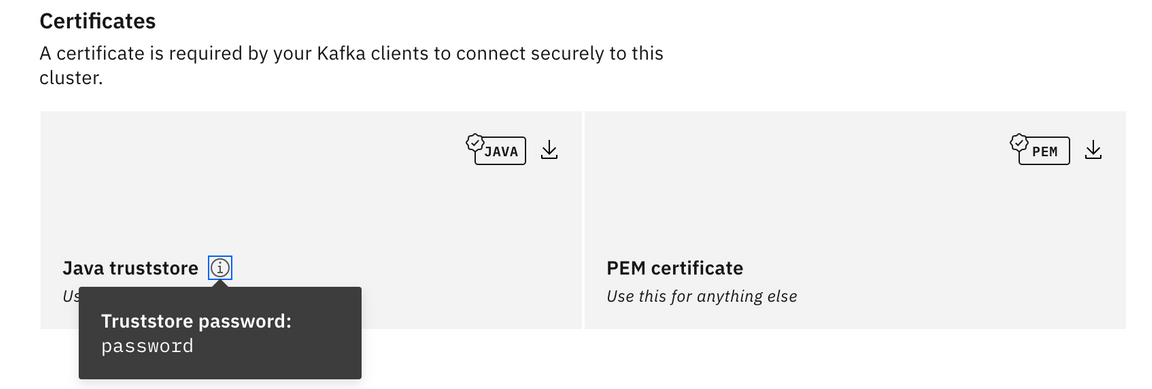 Certificates
A certificate is required by your Kafka clients to connect securely to this
cluster.
JAVA
PEM
Java truststore
PEM certificate
Use this for anything else
Truststore password:
password